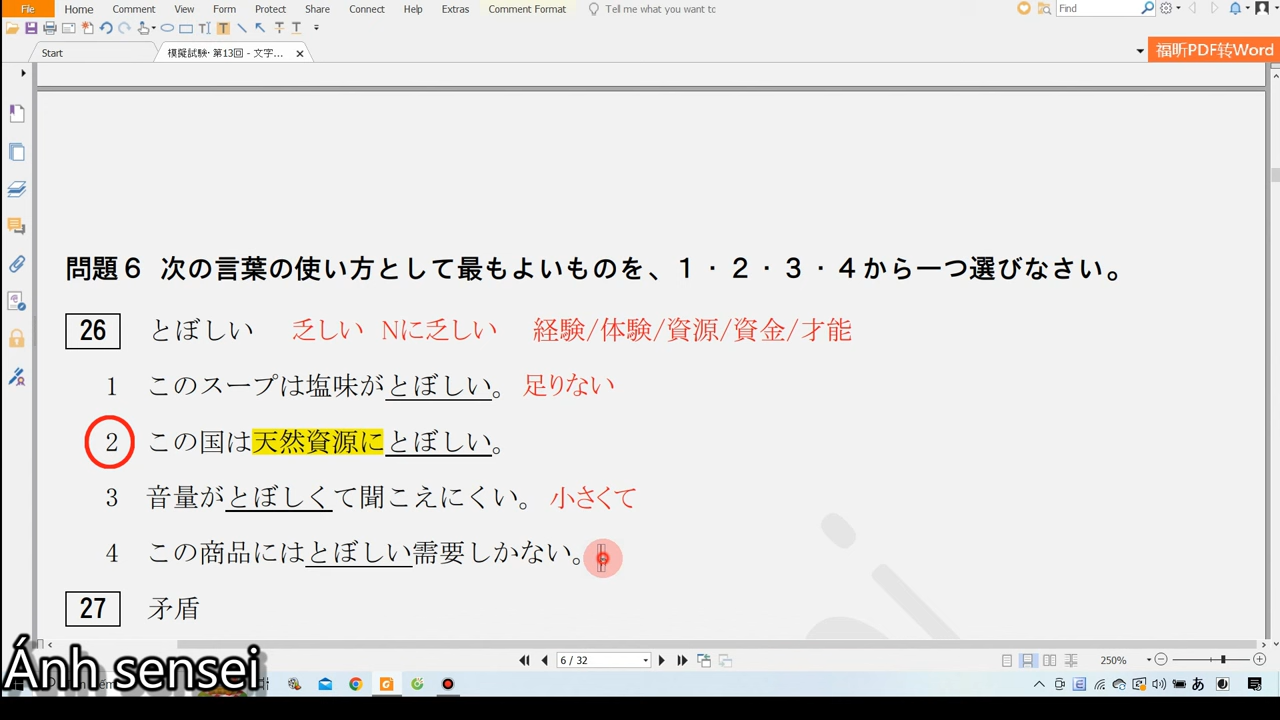 File Home Comment View Form Protect Share Connect Help Extras Comment Format Tell me what you want to Find
Start 模擬試験・第13回 - 文字... 福昕PDF转Word
問題６ 次の言葉の使い方として最もよいものを、１・２・３・４から一つ選びなさい。
26 とぼしい 乏しい Nに乏しい 経験/体験/資源/資金/才能
1 このスープは塩味がとぼしい。 足りない
2 この国は天然資源にとぼしい。
3 音量がとぼしくて聞こえにくい。 小さくて
4 この商品にはとぼしい需要しかない。
27 矛盾
6 / 32 250%
Ánh sensei